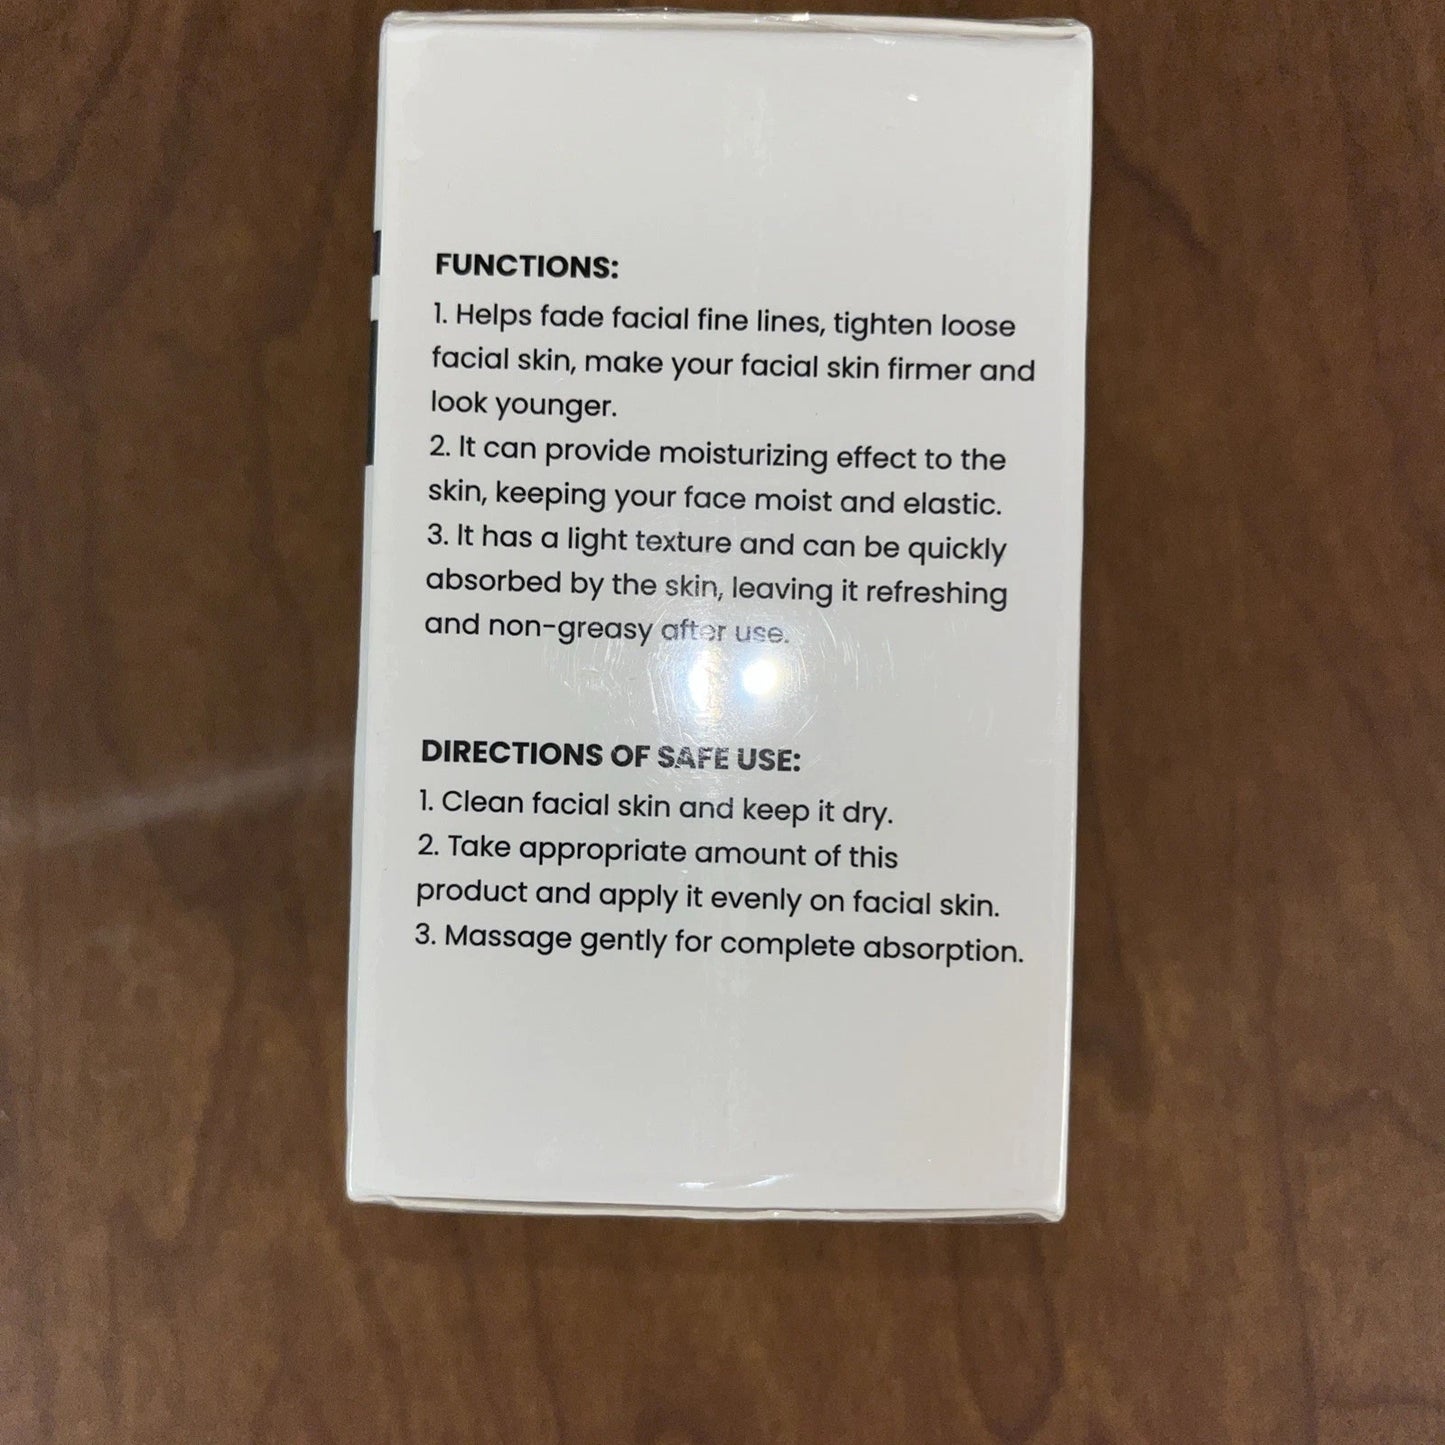 FUNCTIONS:
1. Helps fade facial fine lines, tighten loose
facial skin, make your facial skin firmer and
look younger.
2. It can provide moisturizing effect to the
skin, keeping your face moist and elastic.
3. It has a light texture and can be quickly
absorbed by the skin, leaving it refreshing
and non-greasy after use.
DIRECTIONS OF SAFE USE:
1. Clean facial skin and keep it dry.
2. Take appropriate amount of this
product and apply it evenly on facial skin.
3. Massage gently for complete absorption.